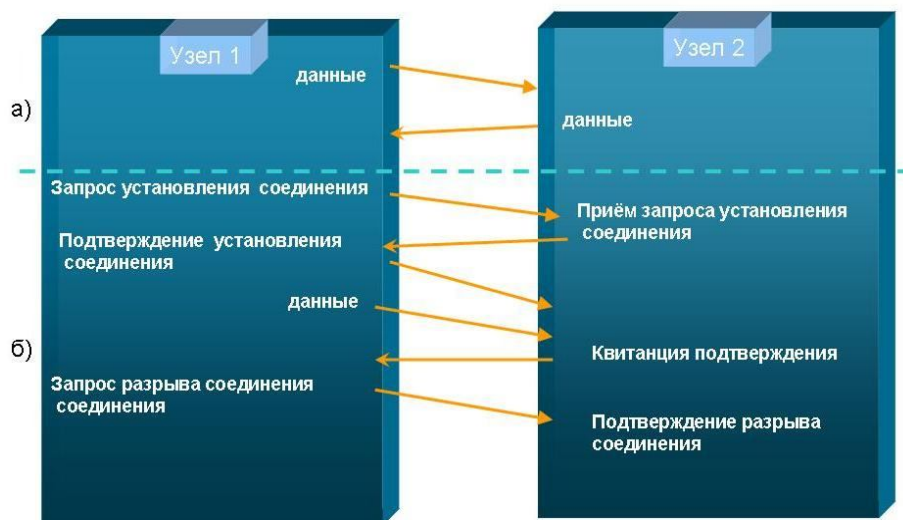 Узел 1
Узел 2
а)
данные
данные
Запрос установления соединения
Приём запроса установления
соединения
Подтверждение установления
соединения
данные
б)
Квитанция подтверждения
Запрос разрыва соединения
соединения
Подтверждение разрыва
соединения